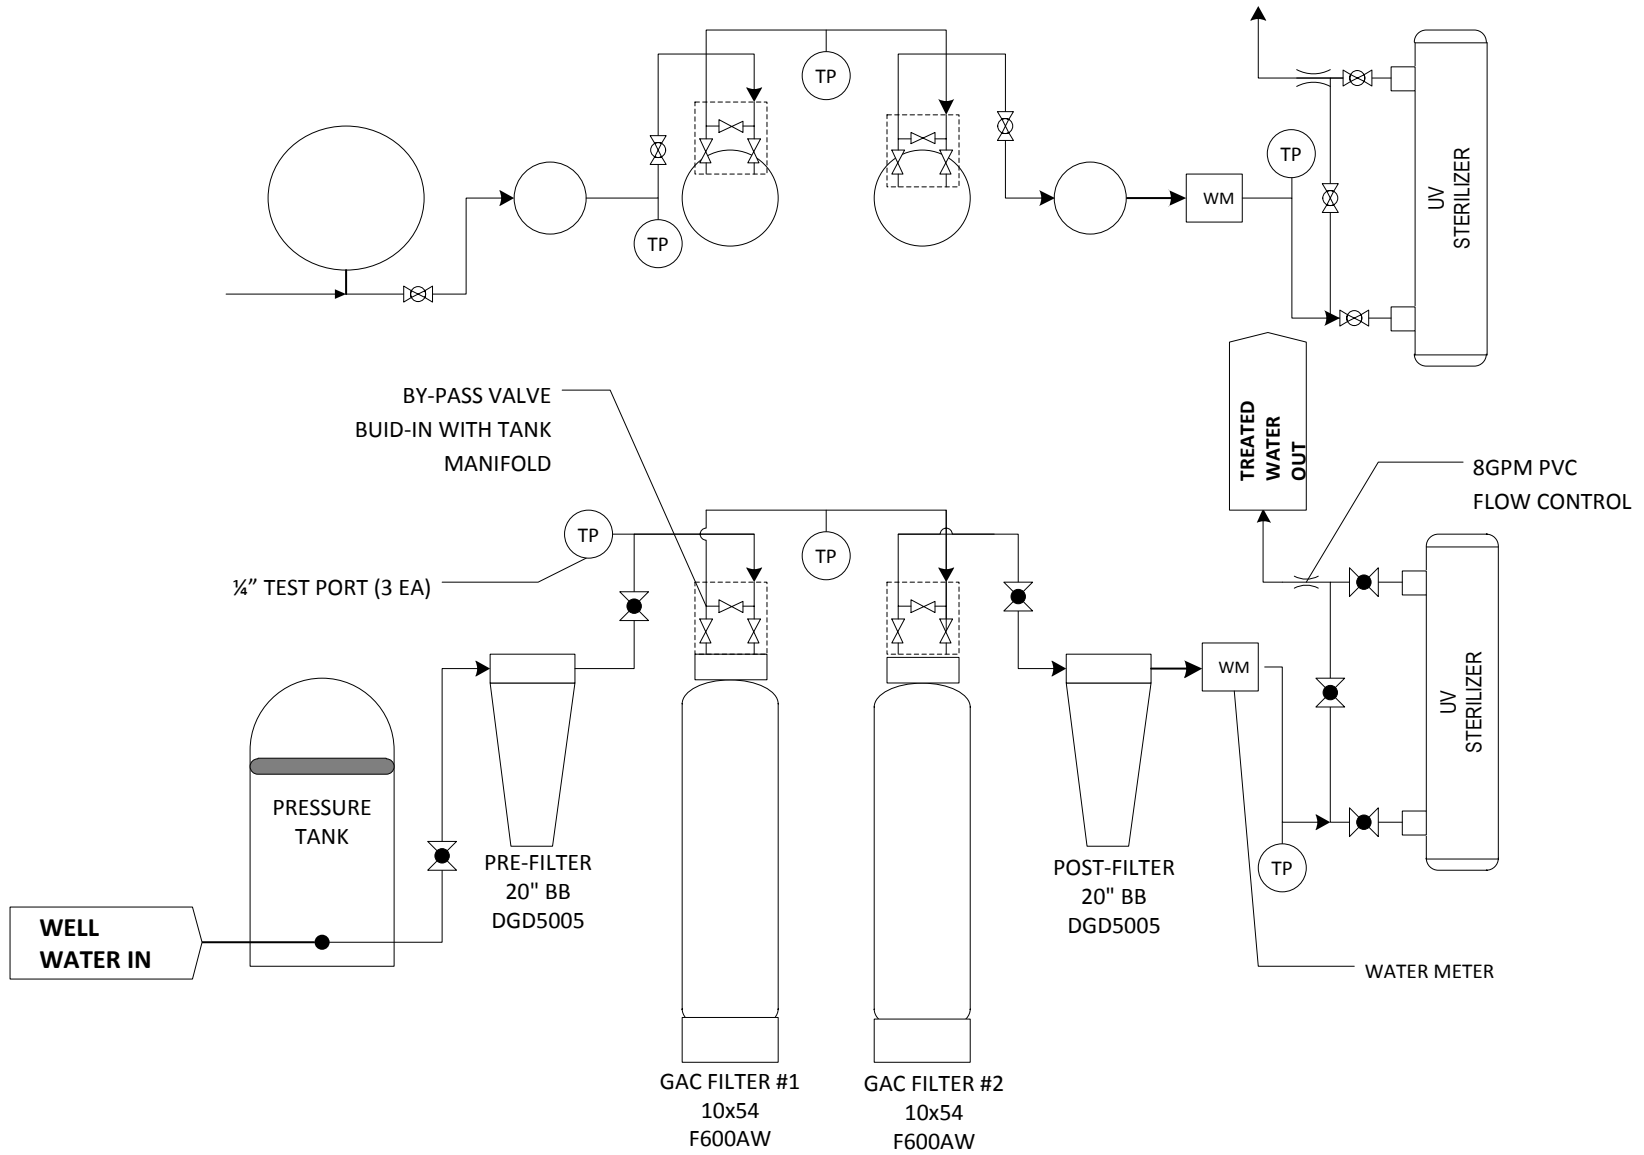 TP
TP
TP
WM
UV
STERILIZER
BY-PASS VALVE
BUID-IN WITH TANK
MANIFOLD
TREATED
WATER
OUT
8GPM PVC
FLOW CONTROL
TP
TP
¼” TEST PORT (3 EA)
WM
UV
STERILIZER
PRESSURE
TANK
PRE-FILTER
20" BB
DGD5005
POST-FILTER
20" BB
DGD5005
TP
WELL
WATER IN
WATER METER
GAC FILTER #1
10x54
F600AW
GAC FILTER #2
10x54
F600AW